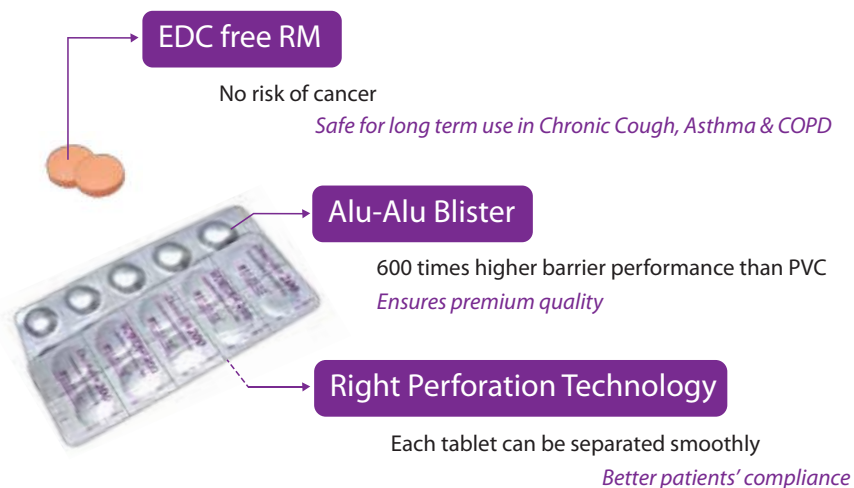 EDC free RM
No risk of cancer
Safe for long term use in Chronic Cough, Asthma & COPD
Alu-Alu Blister
600 times higher barrier performance than PVC
Ensures premium quality
Right Perforation Technology
Each tablet can be separated smoothly
Better patients’ compliance